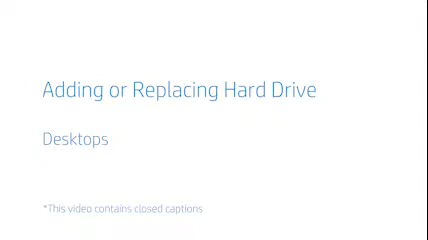 Adding or Replacing Hard Drive
Desktops
*This video contains closed captions